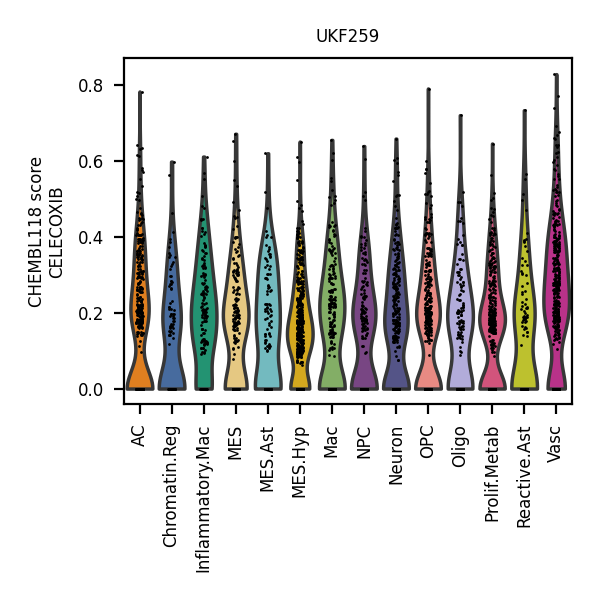 UKF259
CHEMBL118 score
CELECOXIB
0.8
0.6
0.4
0.2
0.0
AC
Chromatin.Reg
Inflammatory.Mac
MES
MES.Ast
MES.Hyp
Mac
NPC
Neuron
OPC
Oligo
Prolif.Metab
Reactive.Ast
Vasc